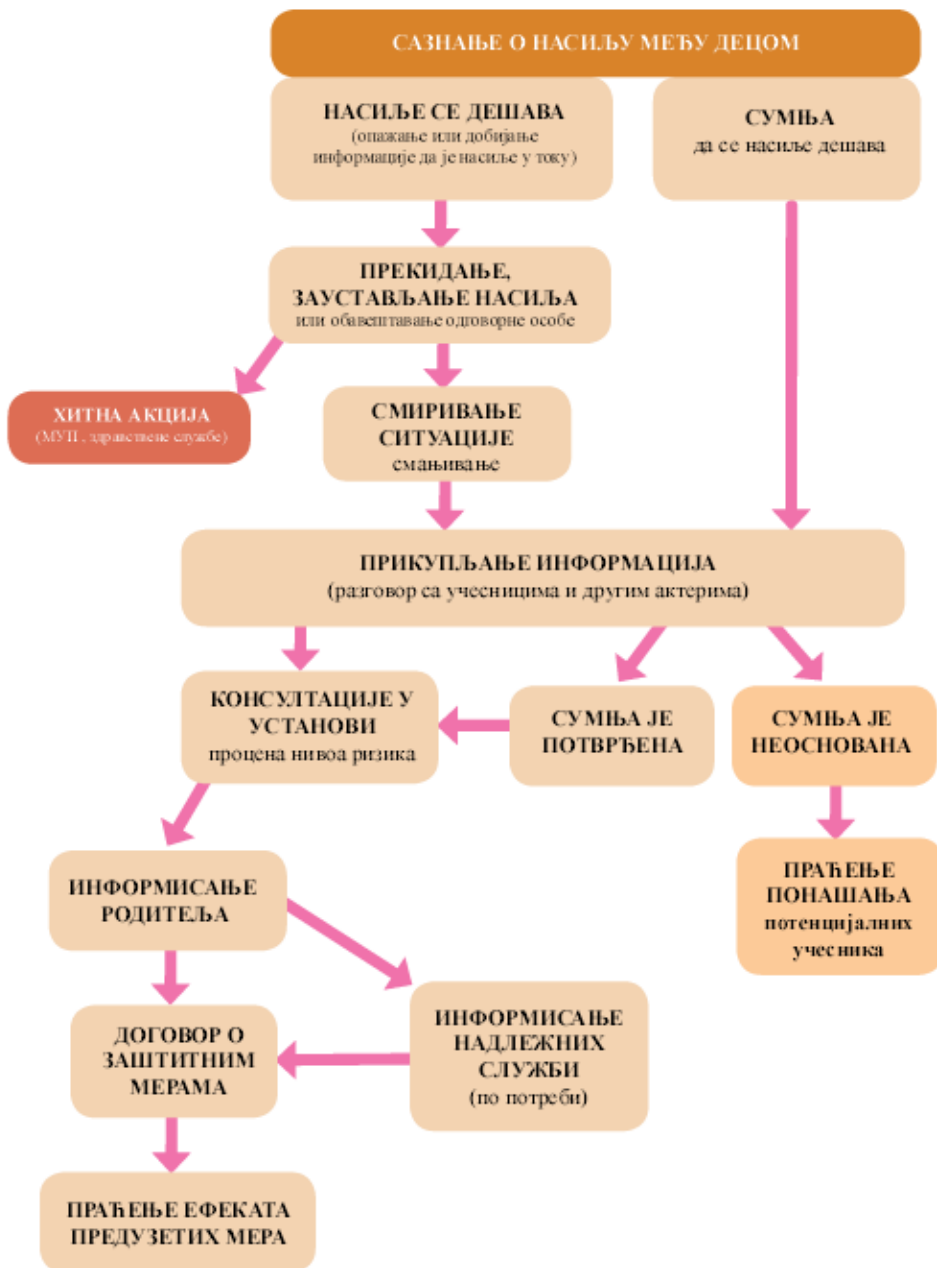 САЗНАЊЕ О НАСИЉУ МЕЂУ ДЕЦОМ
НАСИЉЕ СЕ ДЕШАВА
(опажање или добијање
информације да је насиље у току)
СУМЊА
да се насиље дешава
ПРЕКИДАЊЕ,
ЗАУСТАВЉАЊЕ НАСИЉА
или обавештавање одговорне особе
ХИТНА АКЦИЈА
(МУП , здравствене службе)
СМИРИВАЊЕ
СИТУАЦИЈЕ
смањивање
ПРИКУПЉАЊЕ ИНФОРМАЦИЈА
(разговор са учесницима и другим актерима)
КОНСУЛТАЦИЈЕ У
УСТАНОВИ
процена нивоа ризика
СУМЊА ЈЕ
ПОТВРЂЕНА
СУМЊА ЈЕ
НЕОСНОВАНА
ПРАЋЕЊЕ
ПОНАШАЊА
потенцијалних
учесника
ИНФОРМИСАЊЕ
РОДИТЕЉА
ДОГОВОР О
ЗАШТИТНИМ
МЕРАМА
ИНФОРМИСАЊЕ
НАДЛЕЖНИХ
СЛУЖБИ
(по потреби)
ПРАЋЕЊЕ ЕФЕКАТА
ПРЕДУЗЕТИХ МЕРА